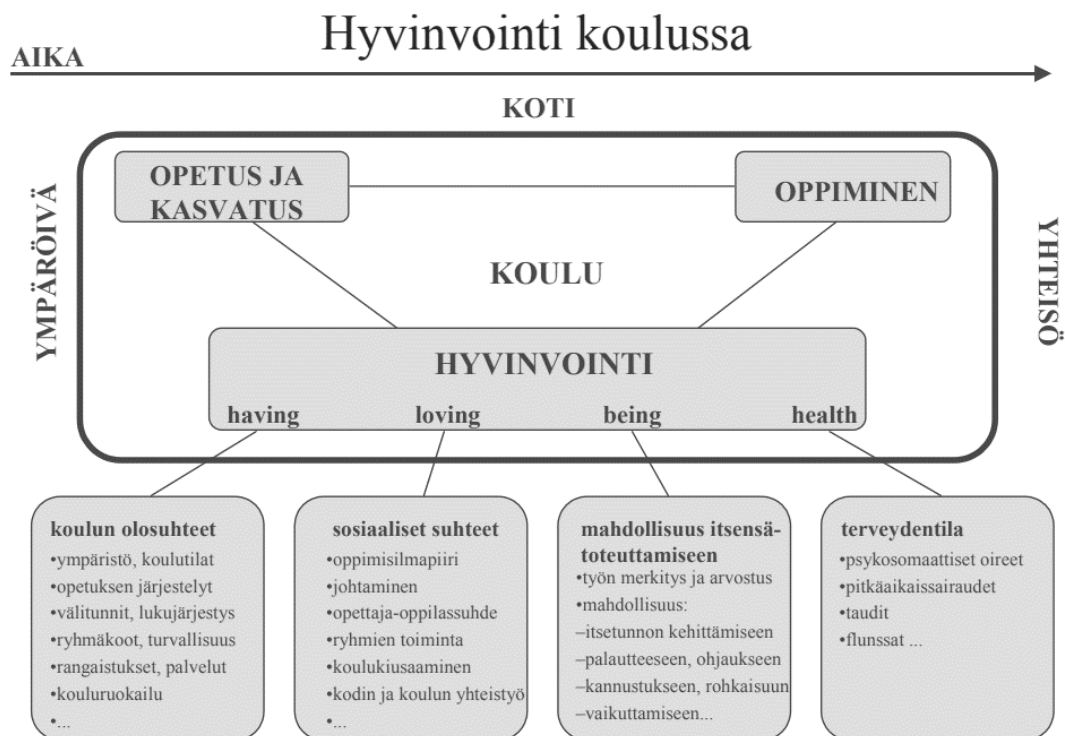 Hyvinvointi koulussa
AIKA
KOTI
YMPÄRÖIVÄ
YHTEISÖ
OPETUS JA
KASVATUS
OPPIMINEN
KOULU
HYVINVOINTI
having loving being health
koulun olosuhteet
•ympäristö, koulutilat
•opetuksen järjestelyt
•välitunnit, lukujärjestys
•ryhmäkoot, turvallisuus
•rangaistukset, palvelut
•kouluruokailu
•...
sosiaaliset suhteet
•oppimisilmapiiri
•johtaminen
•opettaja-oppilassuhde
•ryhmien toiminta
•koulukiusaaminen
•kodin ja koulun yhteistyö
•...
mahdollisuus itsensä-
toteuttamiseen
•työn merkitys ja arvostus
•mahdollisuus:
–itsetunnon kehittämiseen
–palautteeseen, ohjaukseen
–kannustukseen, rohkaisuun
–vaikuttamiseen...
terveydentila
•psykosomaattiset oireet
•pitkäaikaissairaudet
•taudit
•flunssat ...